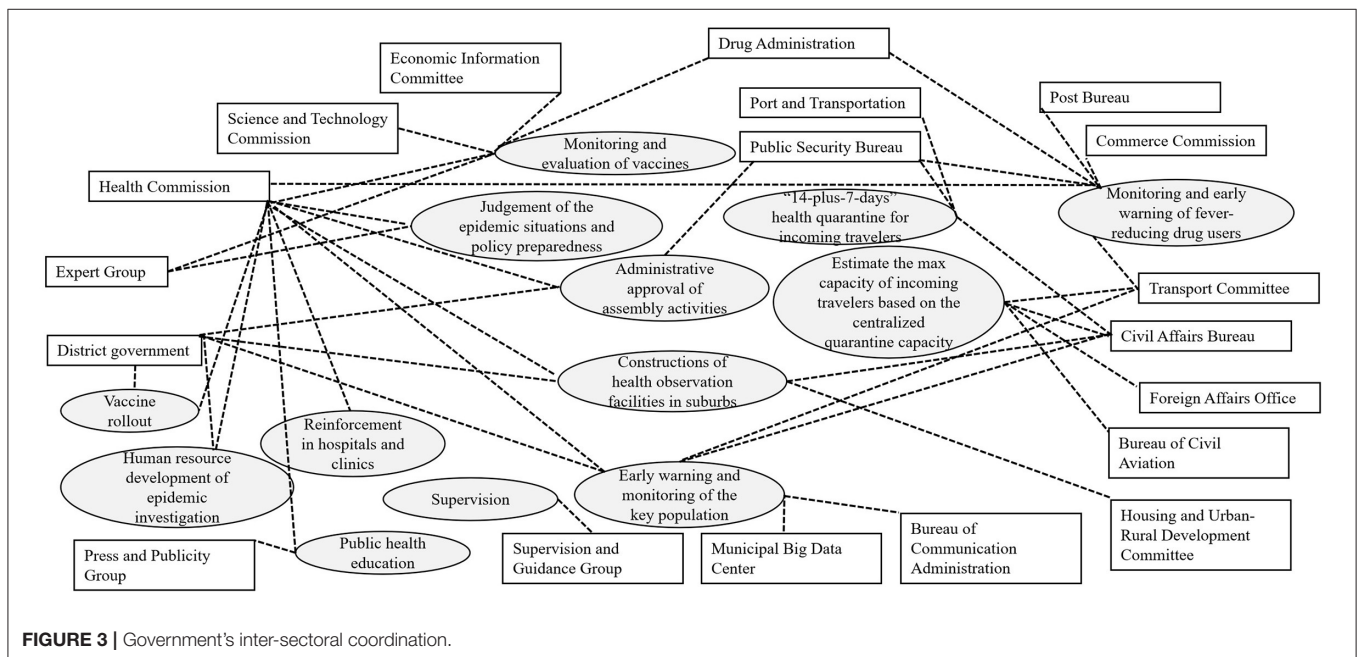 Drug Administration
Economic Information
Committee
Port and Transportation
Post Bureau
Science and Technology
Commission
Monitoring and
evaluation of vaccines
Public Security Bureau
Commerce Commission
Health Commission
Judgement of the
epidemic situations and
policy preparedness
“14-plus-7-days”
health quarantine for
incoming travelers
Monitoring and early
warning of fever-
reducing drug users
Expert Group
Administrative
approval of
assembly activities
Estimate the max
capacity of incoming
travelers based on the
centralized
quarantine capacity
Transport Committee
District government
Civil Affairs Bureau
Constructions of
health observation
facilities in suburbs
Vaccine
rollout
Foreign Affairs Office
Reinforcement
in hospitals and
clinics
Bureau of Civil
Aviation
Human resource
development of
epidemic
investigation
Supervision
Early warning and
monitoring of the
key population
Press and Publicity
Group
Public health
education
Supervision and
Guidance Group
Municipal Big Data
Center
Bureau of
Communication
Administration
Housing and Urban-
Rural Development
Committee
FIGURE 3 | Government’s inter-sectoral coordination.